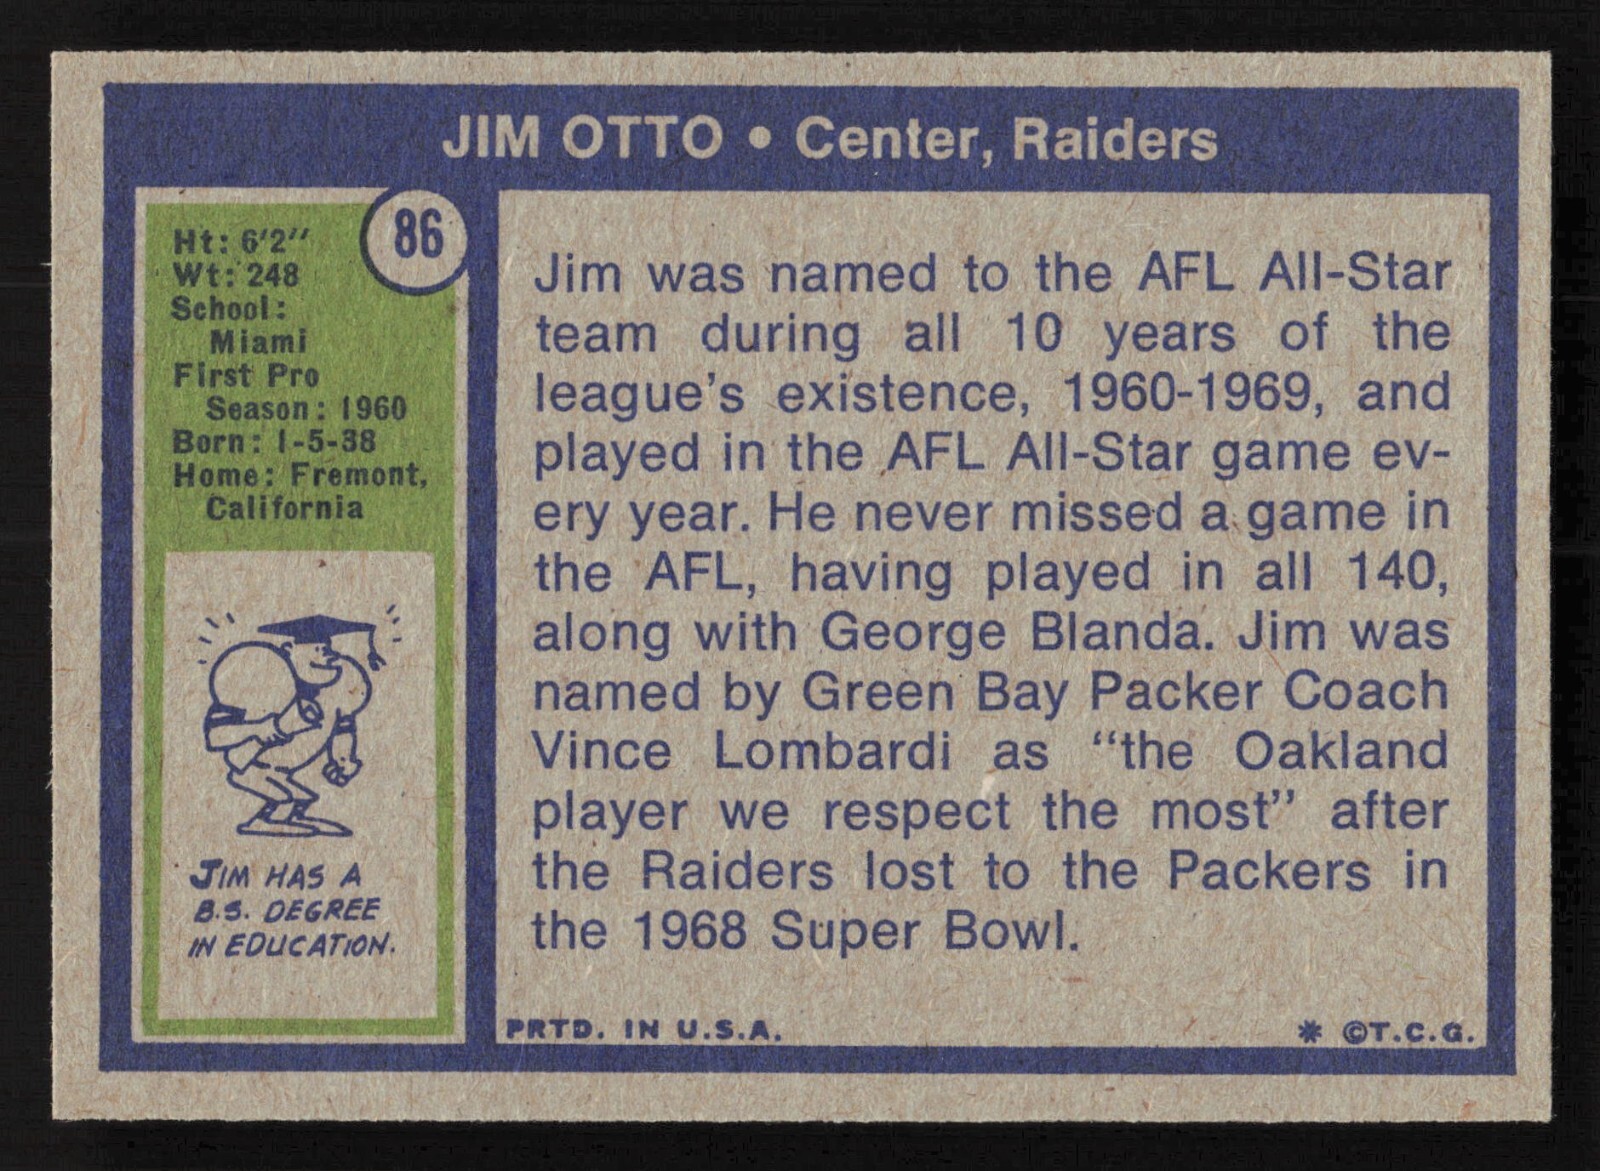 JIM OTTO • Center, Raiders
86
Ht: 6'2"
Wt: 248
School:
Miami
First Pro
Season: 1960
Born: 1-5-38
Home: Fremont,
California
JIM HAS A
B.S. DEGREE
IN EDUCATION.
Jim was named to the AFL All-Star
team during all 10 years of the
league's existence, 1960-1969, and
played in the AFL All-Star game ev-
ery year. He never missed a game in
the AFL, having played in all 140,
along with George Blanda. Jim was
named by Green Bay Packer Coach
Vince Lombardi as "the Oakland
player we respect the most" after
the Raiders lost to the Packers in
the 1968 Super Bowl.
PRTD. IN U.S.A.
* ©T.C.G.